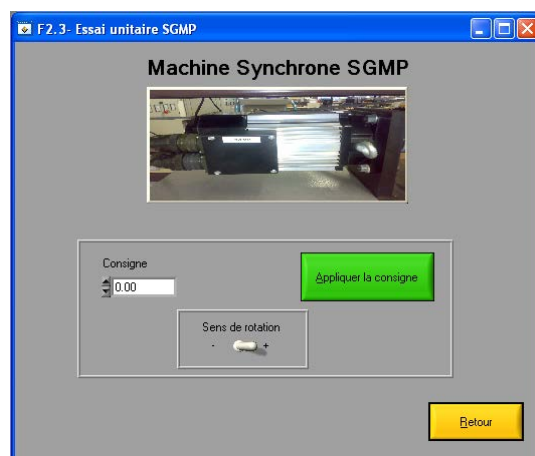 F2.3- Essai unitaire SGMP
Machine Synchrone SGMP
Consigne
0.00
Appliquer la consigne
Sens de rotation
- +
Retour